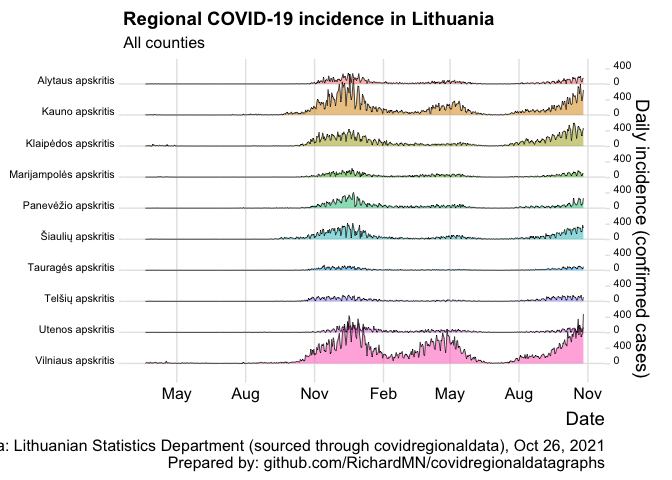 Regional COVID-19 incidence in Lithuania
All counties
Alytaus apskritis
Kauno apskritis
Klaipėdos apskritis
Marijampolės apskritis
Panevėžio apskritis
Šiaulių apskritis
Tauragės apskritis
Telšių apskritis
Utenos apskritis
Vilniaus apskritis
400
0
400
0
400
0
400
0
400
0
400
0
400
0
400
0
400
0
400
0
Daily incidence (confirmed cases)
May Aug Nov Feb May Aug Nov
Date
a: Lithuanian Statistics Department (sourced through covidregionaldata), Oct 26, 2021
Prepared by: github.com/RichardMN/covidregionaldatagraphs